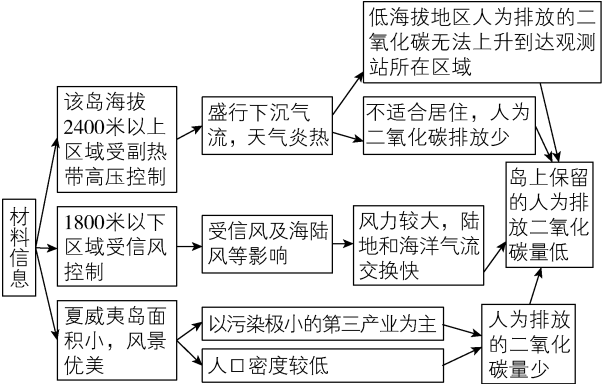 低海拔地区人为排放的二
氧化碳无法上升到达观测
站所在区域
该岛海拔
2400米以上
区域受副热
带高压控制
盛行下沉气
流，天气炎热
不适合居住，人为
二氧化碳排放少
岛上保留
的人为排
放二氧化
碳量低
材料信息
1800米以下
区域受信风
控制
受信风及海陆
风等影响
风力较大，陆
地和海洋气流
交换快
夏威夷岛面
积小，风景
优美
以污染极小的第三产业为主
人口密度较低
人为排放
的二氧化
碳量少